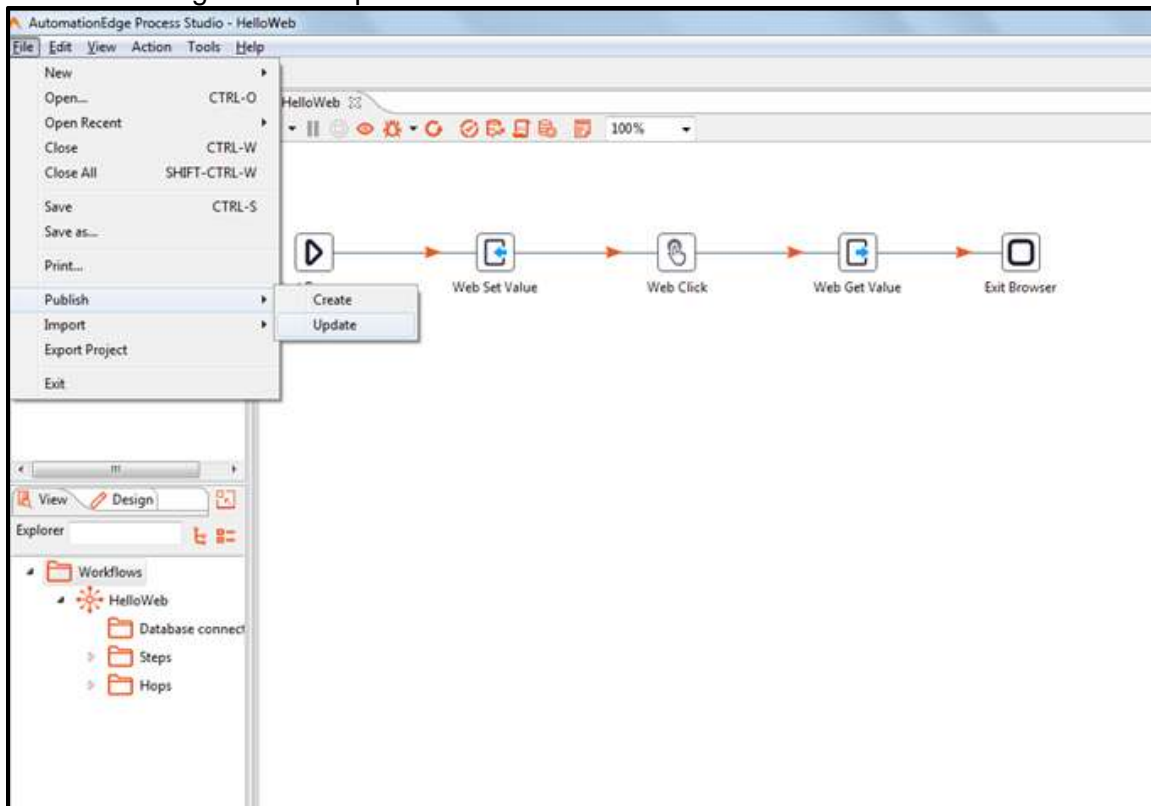 AutomationEdge Process Studio - HelloWeb
File Edit View Action Tools Help
New
Open... CTRL-O
Open Recent
Close CTRL-W
Close All SHIFT-CTRL-W
Save CTRL-S
Save as...
Print...
Publish
Import
Export Project
Exit
Create
Update
HelloWeb
100%
Web Set Value
Web Click
Web Get Value
Exit Browser
View Design
Explorer
Workflows
HelloWeb
Database connect
Steps
Hops